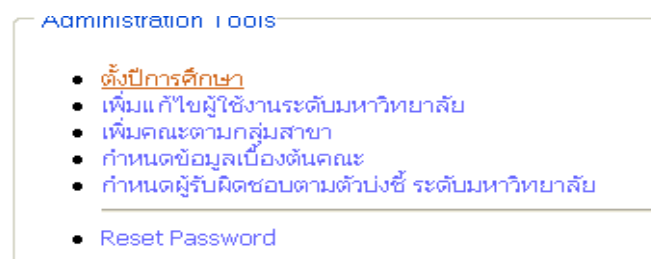 Administration Tools
ตั้งปีการศึกษา
เพิ่มแก้ไขผู้ใช้งานระดับมหาวิทยาลัย
เพิ่มคณะตามกลุ่มสาขา
กำหนดข้อมูลเบื้องต้นคณะ
กำหนดผู้รับผิดชอบตามตัวบ่งชี้ ระดับมหาวิทยาลัย
Reset Password